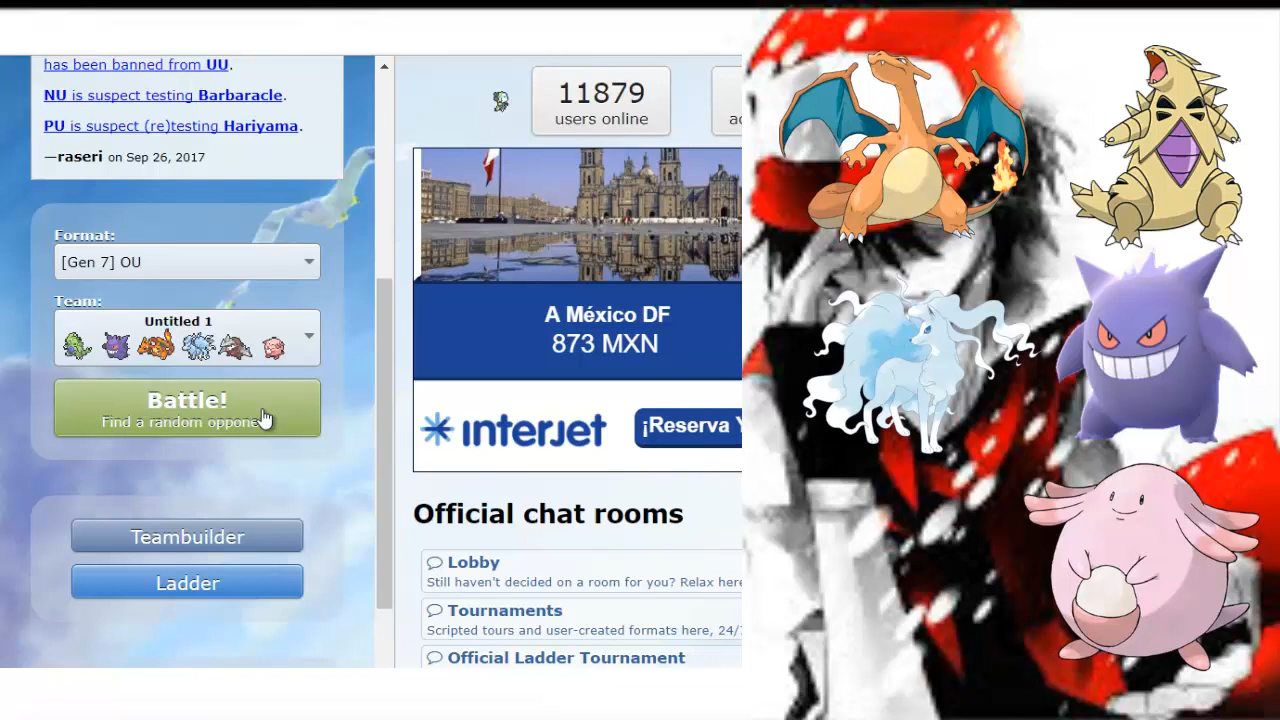 has been banned from UU.
NU is suspect testing Barbaracle.
PU is suspect (re)testing Hariyama.
—raseri on Sep 26, 2017
Format:
[Gen 7] OU
Team:
Untitled 1
Battle!
Find a random oppone
Teambuilder
Ladder
11879
users online
A México DF
873 MXN
interjet
¡Reserva
Official chat rooms
Lobby
Still haven't decided on a room for you? Relax here
Tournaments
Scripted tours and user-created formats here, 24/
Official Ladder Tournament